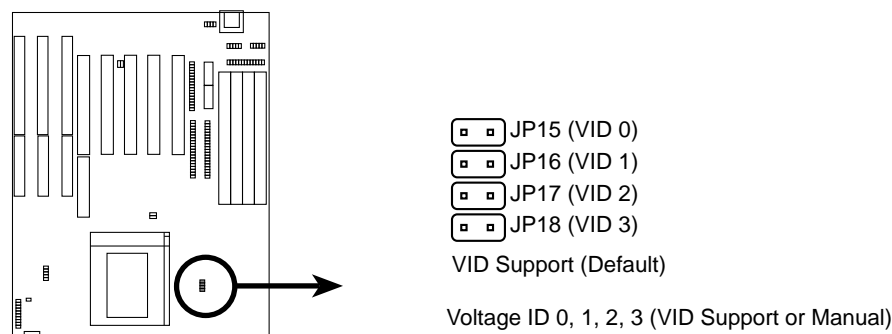 JP15 (VID 0)
JP16 (VID 1)
JP17 (VID 2)
JP18 (VID 3)
VID Support (Default)
Voltage ID 0, 1, 2, 3 (VID Support or Manual)